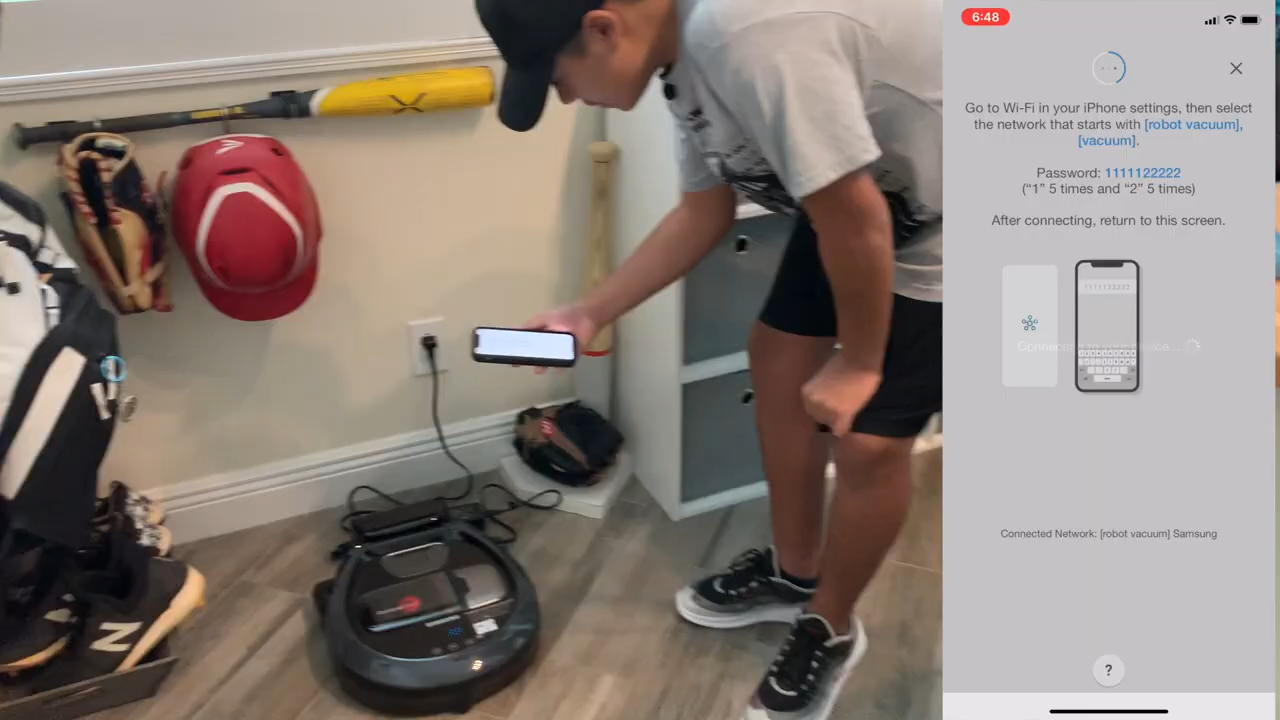 6:48
Go to Wi-Fi in your iPhone settings, then select
the network that starts with [robot vacuum],
[vacuum].
Password: 1111122222
("1" 5 times and "2" 5 times)
After connecting, return to this screen.
Connected Network: [robot vacuum] Samsung
?
N